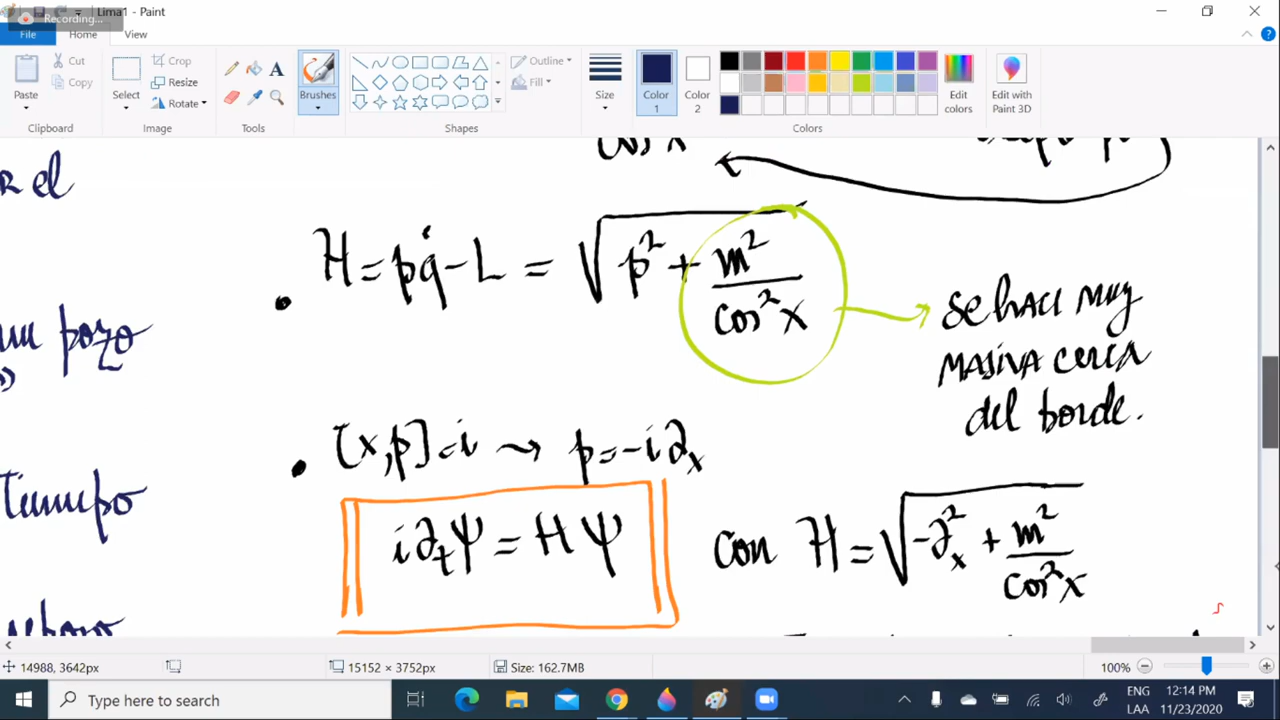 Recording...
Lima1 - Paint
File Home View
Paste
Cut
Copy
Clipboard
Select
Crop
Resize
Rotate
Image
Tools
Brushes
Shapes
Outline
Fill
Size
Color 1
Color 2
Edit colors
Edit with Paint 3D
Colors
cos x
R el
H = pq̇ - L = √(p² + m²/cos²x)
se hace muy
masiva cerca
del borde.
un pozo
[x,p] = i ⇝ p = -i∂ₓ
tiempo
i∂ₜψ = Hψ con H = √(-∂ₓ² + m²/cos²x)
14988, 3642px
15152 × 3752px
Size: 162.7MB
100%
Type here to search
ENG
LAA
12:14 PM
11/23/2020